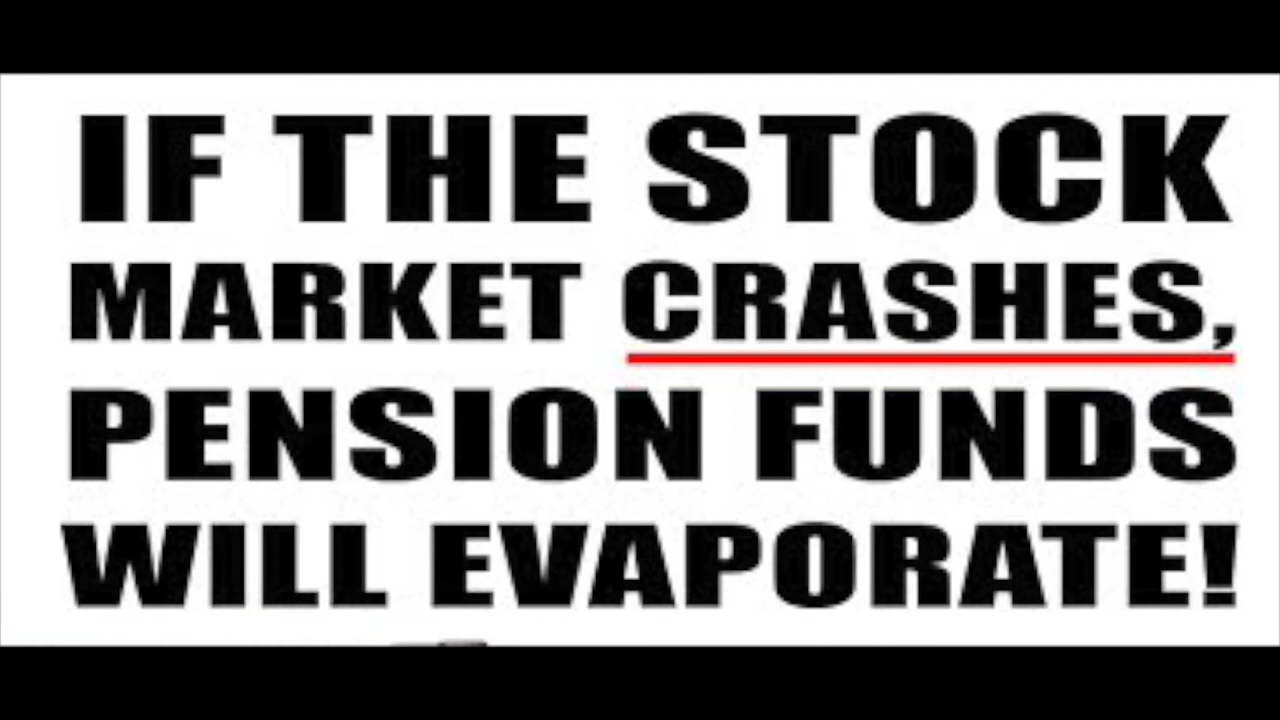 IF THE STOCK
MARKET CRASHES,
PENSION FUNDS
WILL EVAPORATE!